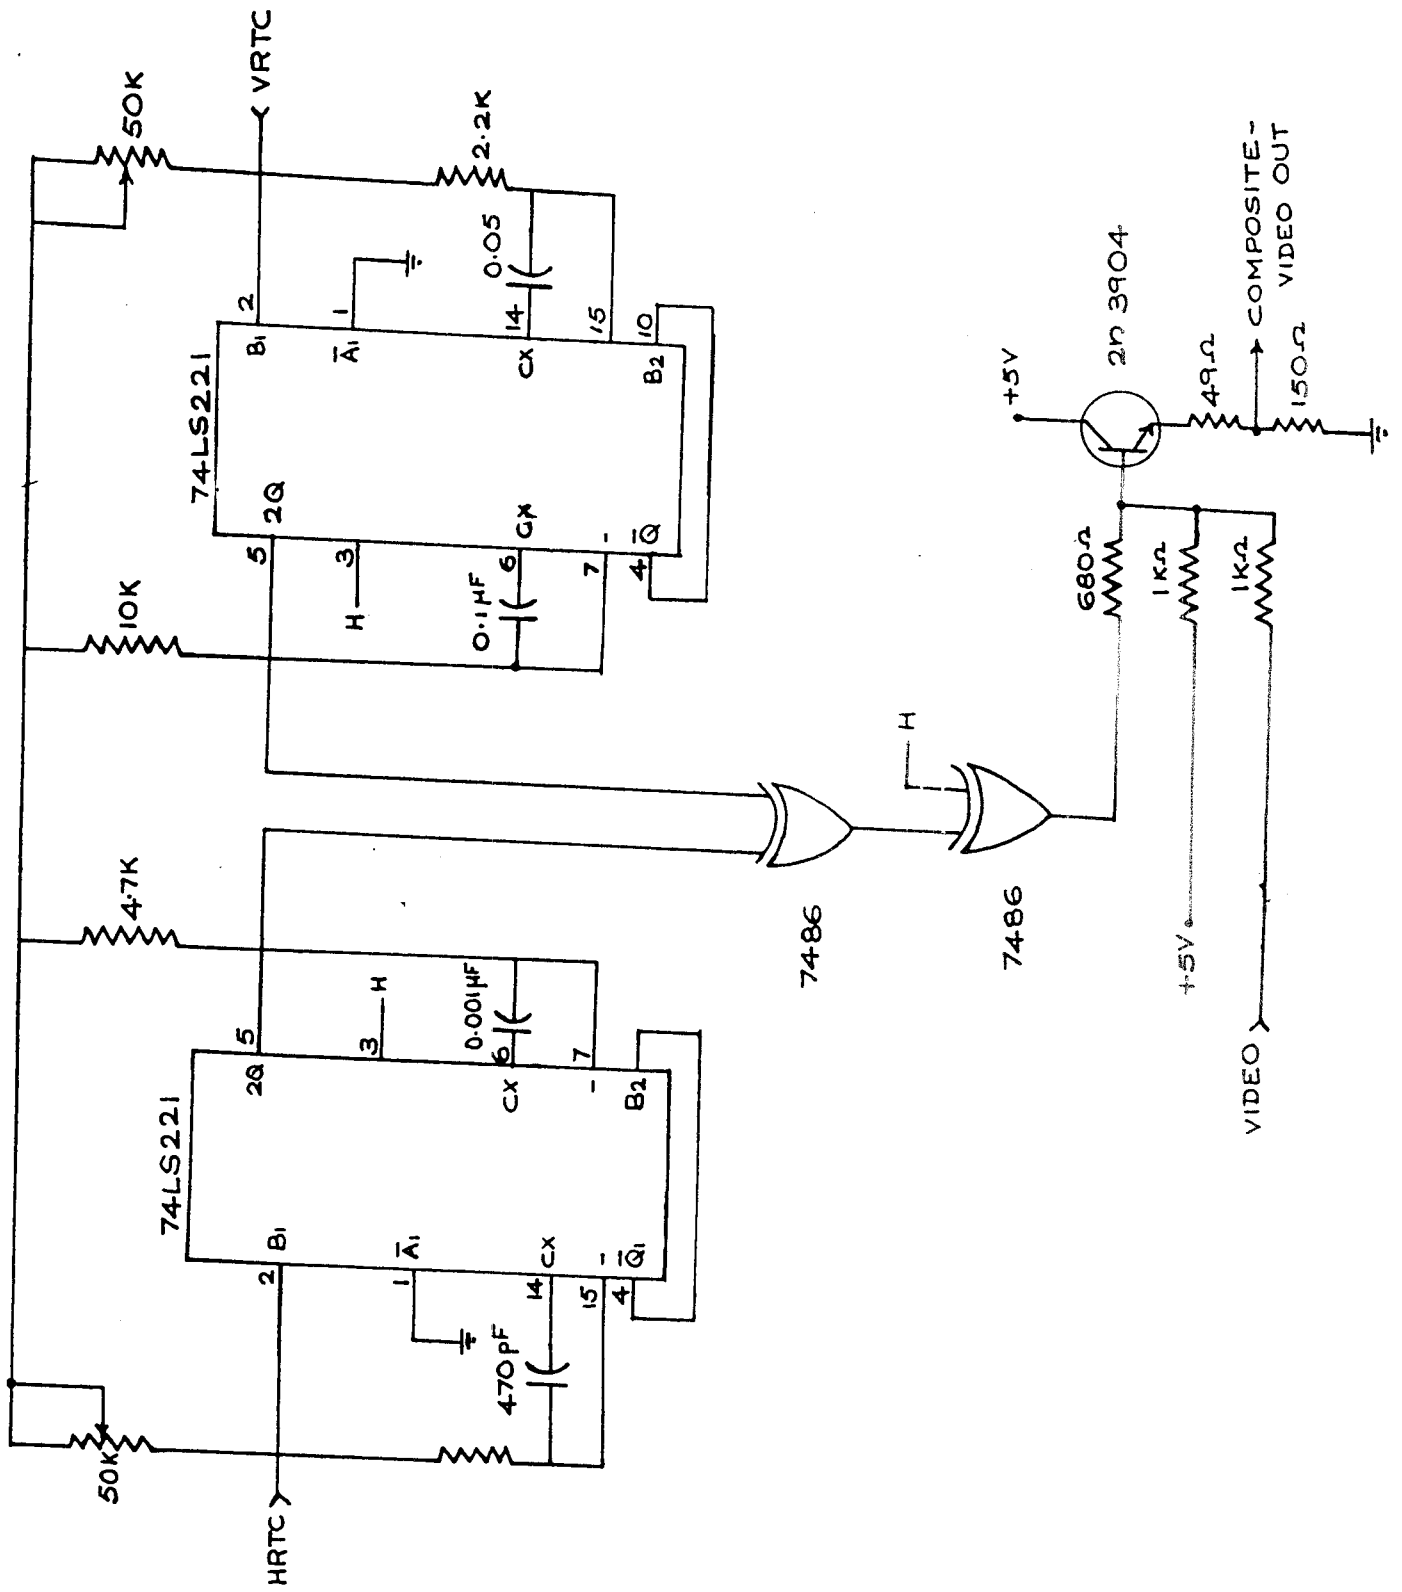 50K
HRTC
470pF
74LS221
2
B1
1
A̅1
14
CX
15
-
4
Q̅1
5
2Q
3
H
0.001µF
6
CX
7
-
B2
4.7K
10K
74LS221
5
2Q
3
H
0.1µF
6
CX
7
-
4
Q̅
2
B1
1
A̅1
14
CX
15
10
B2
0.05
2.2K
50K
VRTC
7486
7486
H
680Ω
1KΩ
1KΩ
+5V
VIDEO
+5V
2n 3904
49Ω
150Ω
COMPOSITE-
VIDEO OUT